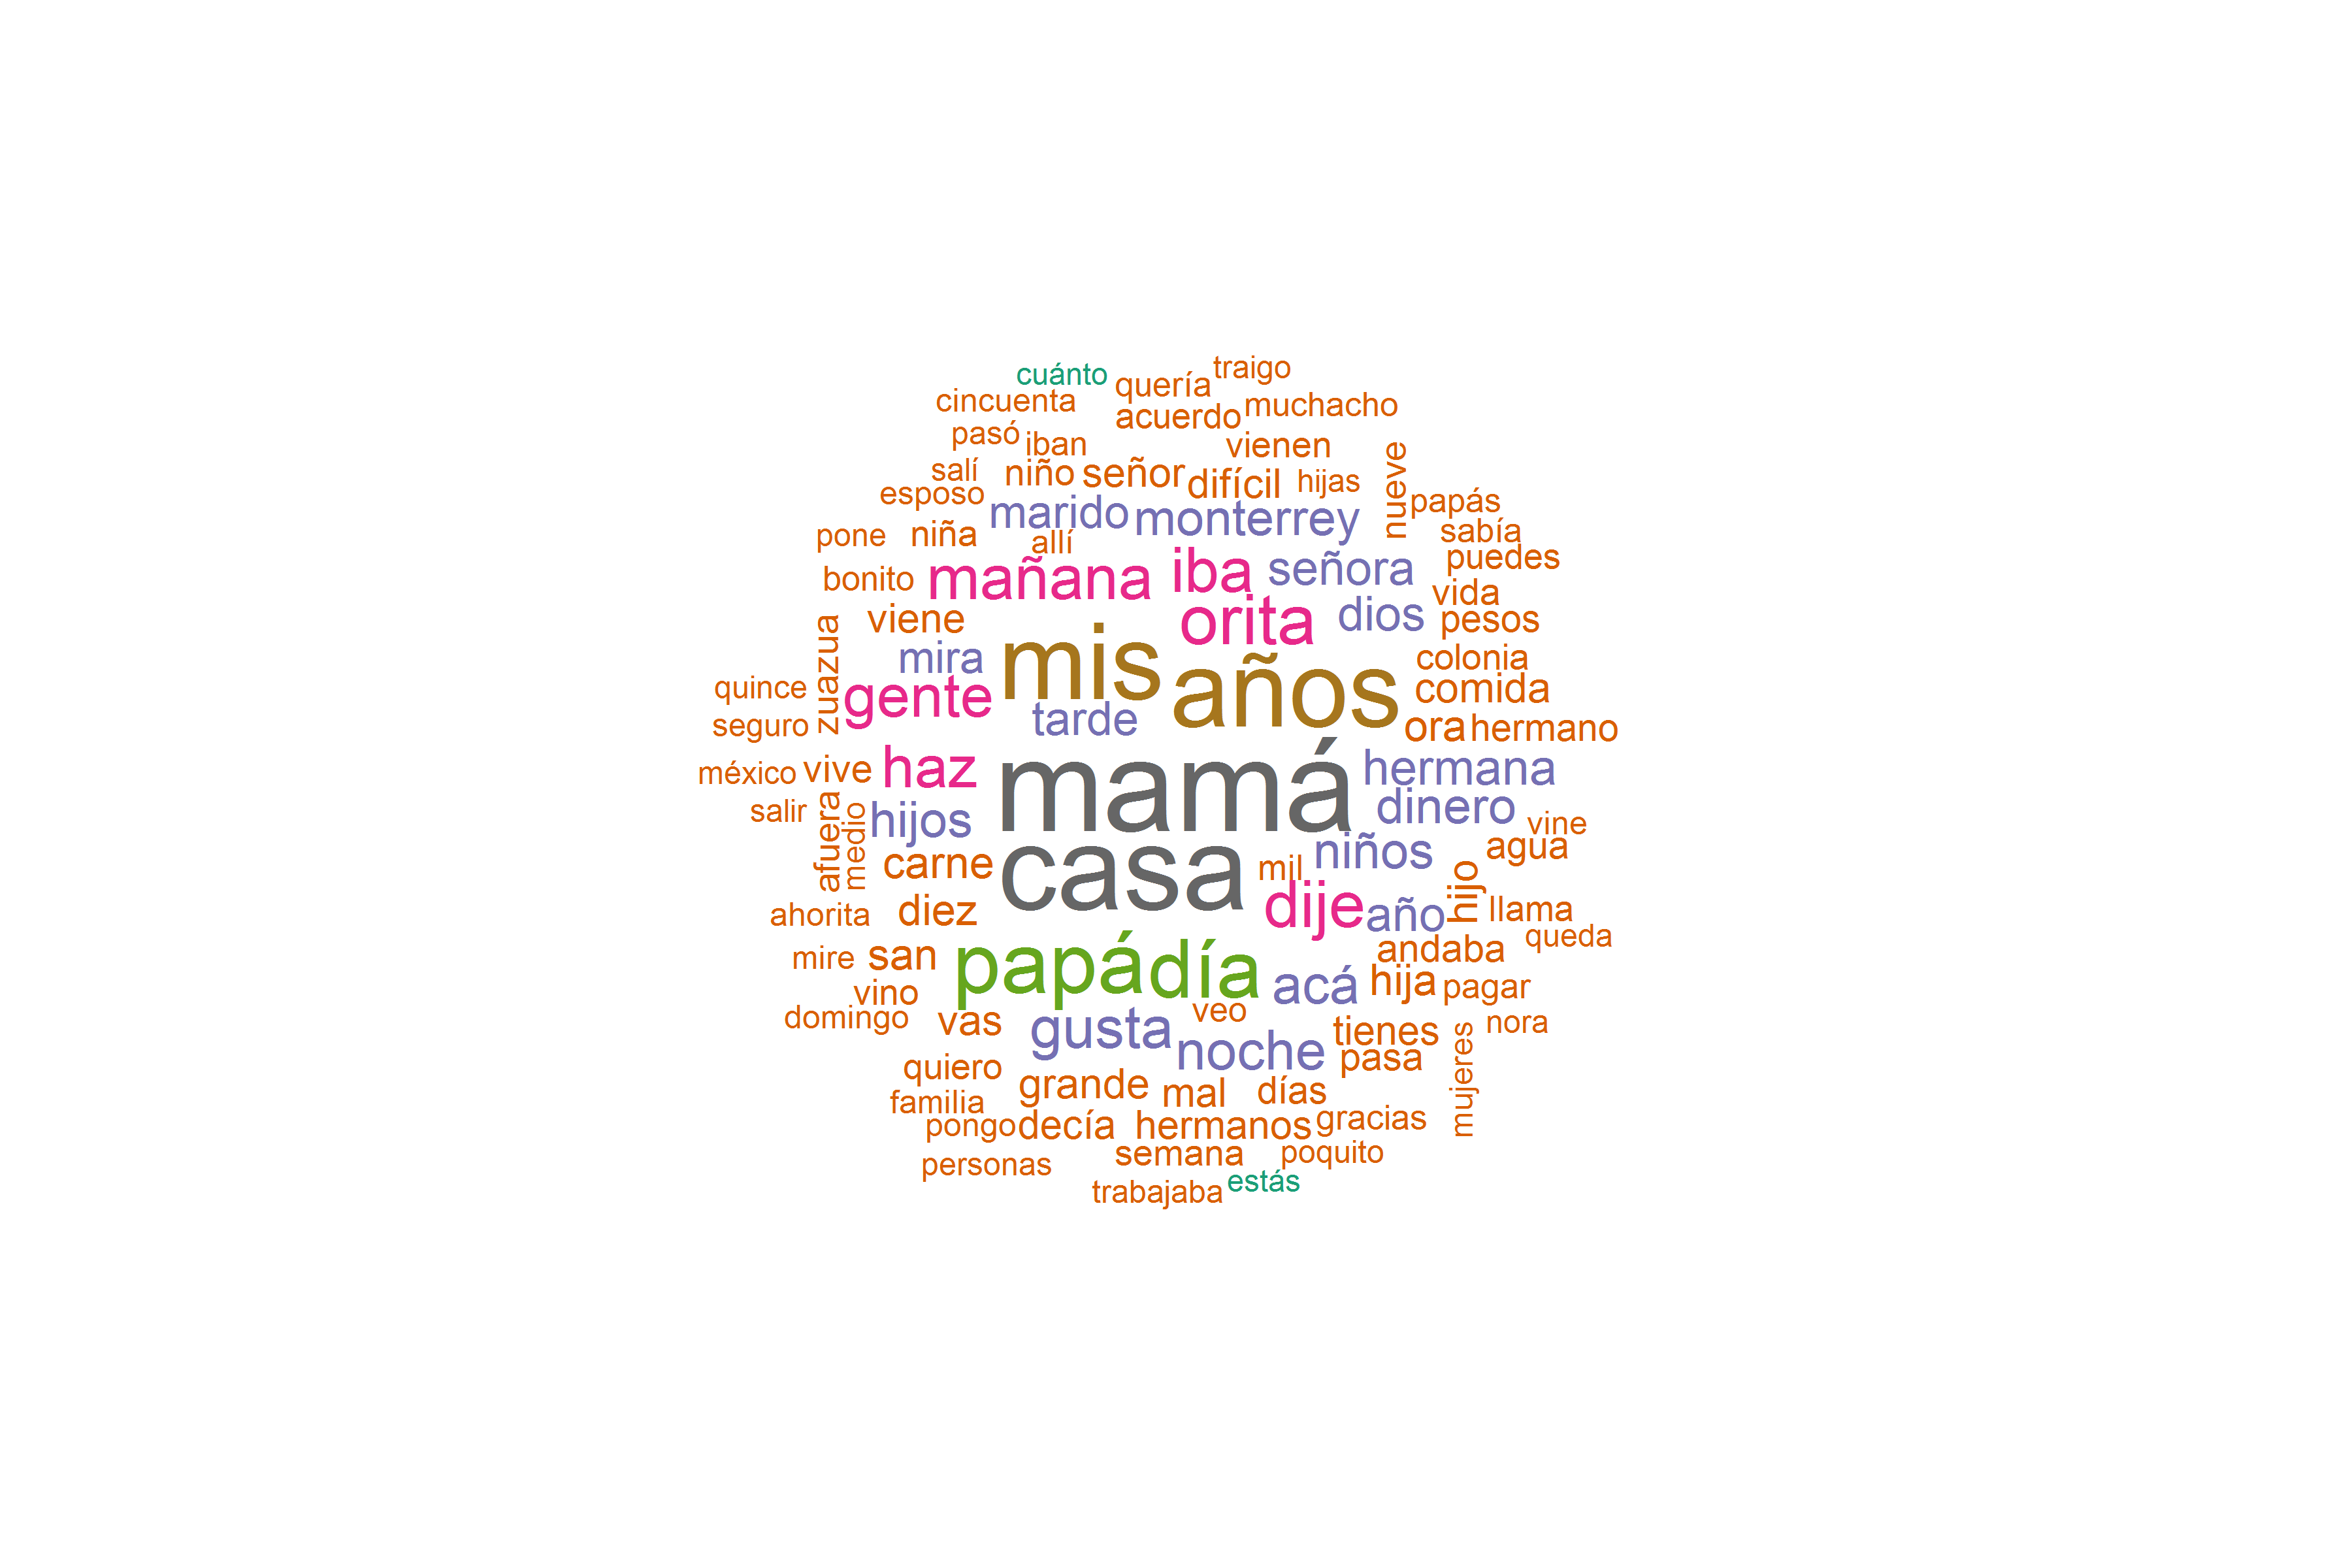 traigo
cuánto
quería
cincuenta
acuerdo
muchacho
pasó
iban
vienen
salí
niño
señor
difícil
hijas
nueve
esposo
marido
monterrey
papás
pone
niña
allí
sabía
bonito
mañana
iba
señora
puedes
viene
orita
dios
vida
pesos
zuazua
mira
mis
años
colonia
quince
gente
comida
seguro
tarde
ora
hermano
méxico
vive
haz
mamá
hermana
salir
afuera
medio
hijos
dinero
vine
carne
casa
mil
niños
agua
ahorita
diez
dije
año
hijo
llama
mire
san
papá
día
andaba
queda
vino
acá
hija
pagar
domingo
vas
gusta
veo
tienes
nora
quiero
noche
pasa
mujeres
familia
grande
mal
días
pongo
decía
hermanos
gracias
personas
semana
poquito
trabajaba
estás